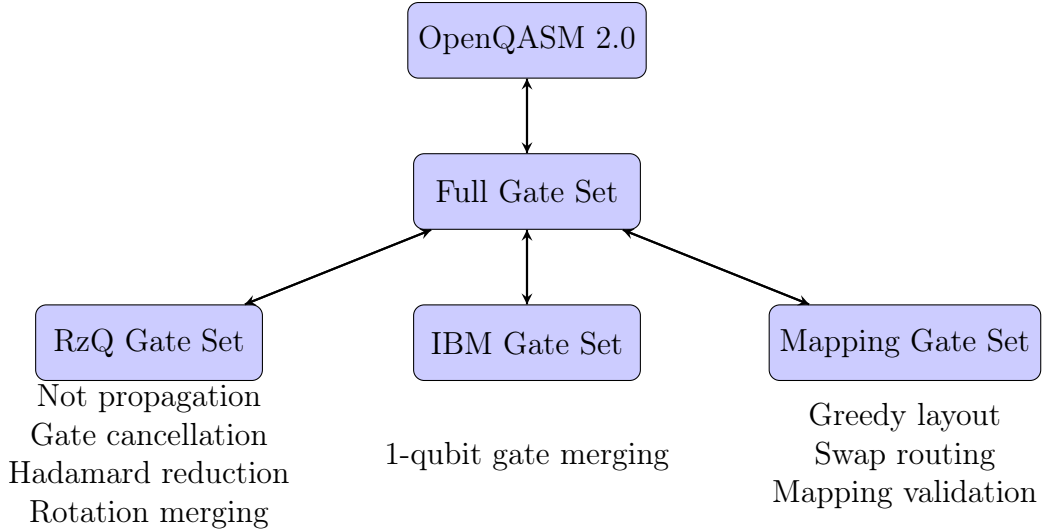 OpenQASM 2.0
Full Gate Set
RzQ Gate Set
IBM Gate Set
Mapping Gate Set
Not propagation
Gate cancellation
Hadamard reduction
Rotation merging
1-qubit gate merging
Greedy layout
Swap routing
Mapping validation